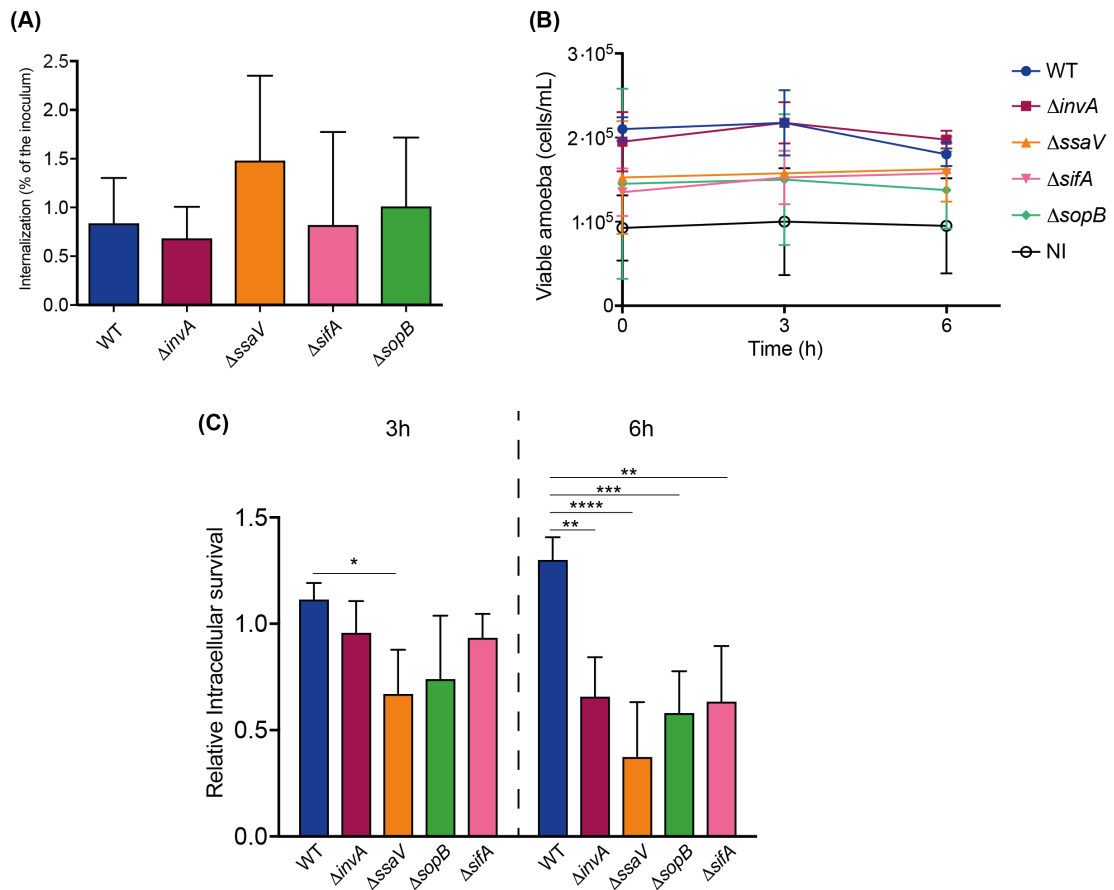 (A)
Internalization (% of the inoculum)
2.5
2.0
1.5
1.0
0.5
0.0
WT
ΔinvA
ΔssaV
ΔsifA
ΔsopB
(B)
Viable amoeba (cells/mL)
3·10⁵
2·10⁵
1·10⁵
0
0
3
6
Time (h)
WT
ΔinvA
ΔssaV
ΔsifA
ΔsopB
NI
(C)
3h
6h
Relative Intracellular survival
1.5
1.0
0.5
0.0
*
**
***
****
**
WT
ΔinvA
ΔssaV
ΔsopB
ΔsifA
WT
ΔinvA
ΔssaV
ΔsopB
ΔsifA